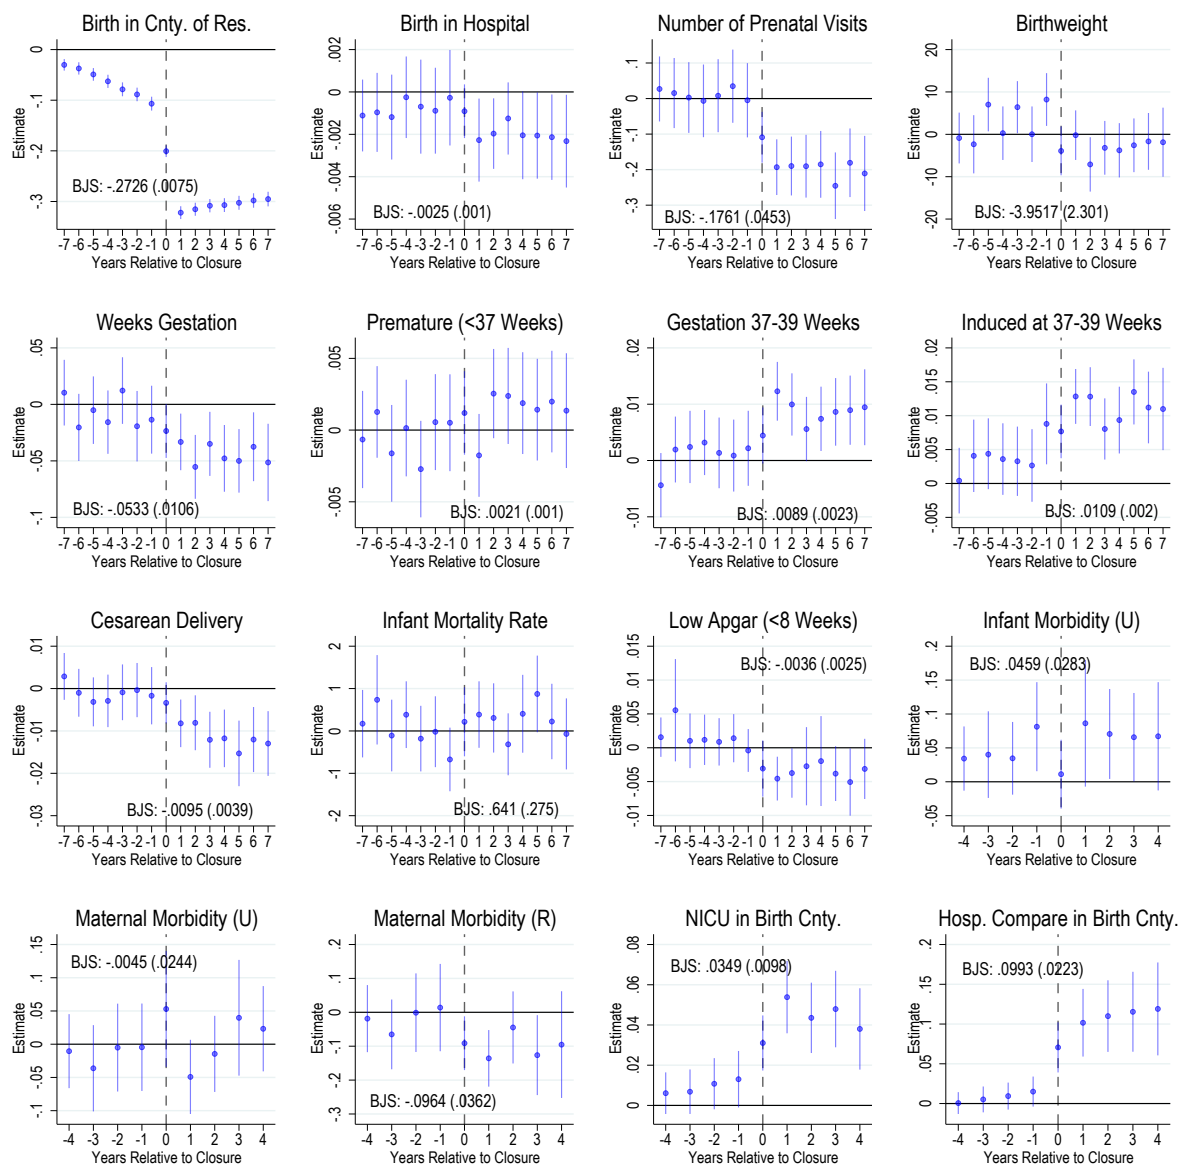 Birth in Cnty. of Res.
Estimate
0
-.1
-.2
-.3
BJS: -.2726 (.0075)
-7 -6 -5 -4 -3 -2 -1 0 1 2 3 4 5 6 7
Years Relative to Closure
Birth in Hospital
Estimate
.002
0
-.002
-.004
-.006
BJS: -.0025 (.001)
-7 -6 -5 -4 -3 -2 -1 0 1 2 3 4 5 6 7
Years Relative to Closure
Number of Prenatal Visits
Estimate
.1
0
-.1
-.2
-.3
BJS: -.1761 (.0453)
-7 -6 -5 -4 -3 -2 -1 0 1 2 3 4 5 6 7
Years Relative to Closure
Birthweight
Estimate
20
10
0
-10
-20
BJS: -3.9517 (2.301)
-7 -6 -5 -4 -3 -2 -1 0 1 2 3 4 5 6 7
Years Relative to Closure
Weeks Gestation
Estimate
.05
0
-.05
-.1
BJS: -.0533 (.0106)
-7 -6 -5 -4 -3 -2 -1 0 1 2 3 4 5 6 7
Years Relative to Closure
Premature (<37 Weeks)
Estimate
.005
0
-.005
BJS: .0021 (.001)
-7 -6 -5 -4 -3 -2 -1 0 1 2 3 4 5 6 7
Years Relative to Closure
Gestation 37-39 Weeks
Estimate
.02
.01
0
-.01
BJS: .0089 (.0023)
-7 -6 -5 -4 -3 -2 -1 0 1 2 3 4 5 6 7
Years Relative to Closure
Induced at 37-39 Weeks
Estimate
.02
.015
.01
.005
0
-.005
BJS: .0109 (.002)
-7 -6 -5 -4 -3 -2 -1 0 1 2 3 4 5 6 7
Years Relative to Closure
Cesarean Delivery
Estimate
.01
0
-.01
-.02
-.03
BJS: -.0095 (.0039)
-7 -6 -5 -4 -3 -2 -1 0 1 2 3 4 5 6 7
Years Relative to Closure
Infant Mortality Rate
Estimate
2
1
0
-1
-2
BJS: .641 (.275)
-7 -6 -5 -4 -3 -2 -1 0 1 2 3 4 5 6 7
Years Relative to Closure
Low Apgar (<8 Weeks)
Estimate
.015
.01
.005
0
-.005
-.01
BJS: -.0036 (.0025)
-7 -6 -5 -4 -3 -2 -1 0 1 2 3 4 5 6 7
Years Relative to Closure
Infant Morbidity (U)
Estimate
.2
.15
.1
.05
0
-.05
BJS: .0459 (.0283)
-4 -3 -2 -1 0 1 2 3 4
Years Relative to Closure
Maternal Morbidity (U)
Estimate
.15
.1
.05
0
-.05
-.1
BJS: -.0045 (.0244)
-4 -3 -2 -1 0 1 2 3 4
Years Relative to Closure
Maternal Morbidity (R)
Estimate
.2
.1
0
-.1
-.2
-.3
BJS: -.0964 (.0362)
-4 -3 -2 -1 0 1 2 3 4
Years Relative to Closure
NICU in Birth Cnty.
Estimate
.08
.06
.04
.02
0
BJS: .0349 (.0098)
-4 -3 -2 -1 0 1 2 3 4
Years Relative to Closure
Hosp. Compare in Birth Cnty.
Estimate
.2
.15
.1
.05
0
BJS: .0993 (.0223)
-4 -3 -2 -1 0 1 2 3 4
Years Relative to Closure